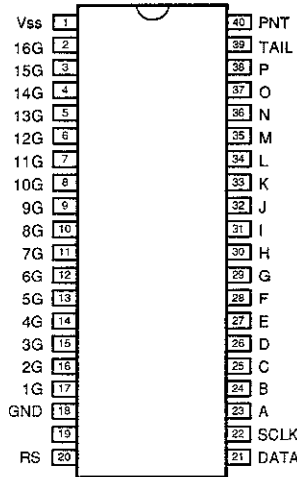 Vss 1 40 PNT
16G 2 39 TAIL
15G 3 38 P
14G 4 37 O
13G 5 36 N
12G 6 35 M
11G 7 34 L
10G 8 33 K
9G 9 32 J
8G 10 31 I
7G 11 30 H
6G 12 29 G
5G 13 28 F
4G 14 27 E
3G 15 26 D
2G 16 25 C
1G 17 24 B
GND 18 23 A
19 22 SCLK
RS 20 21 DATA